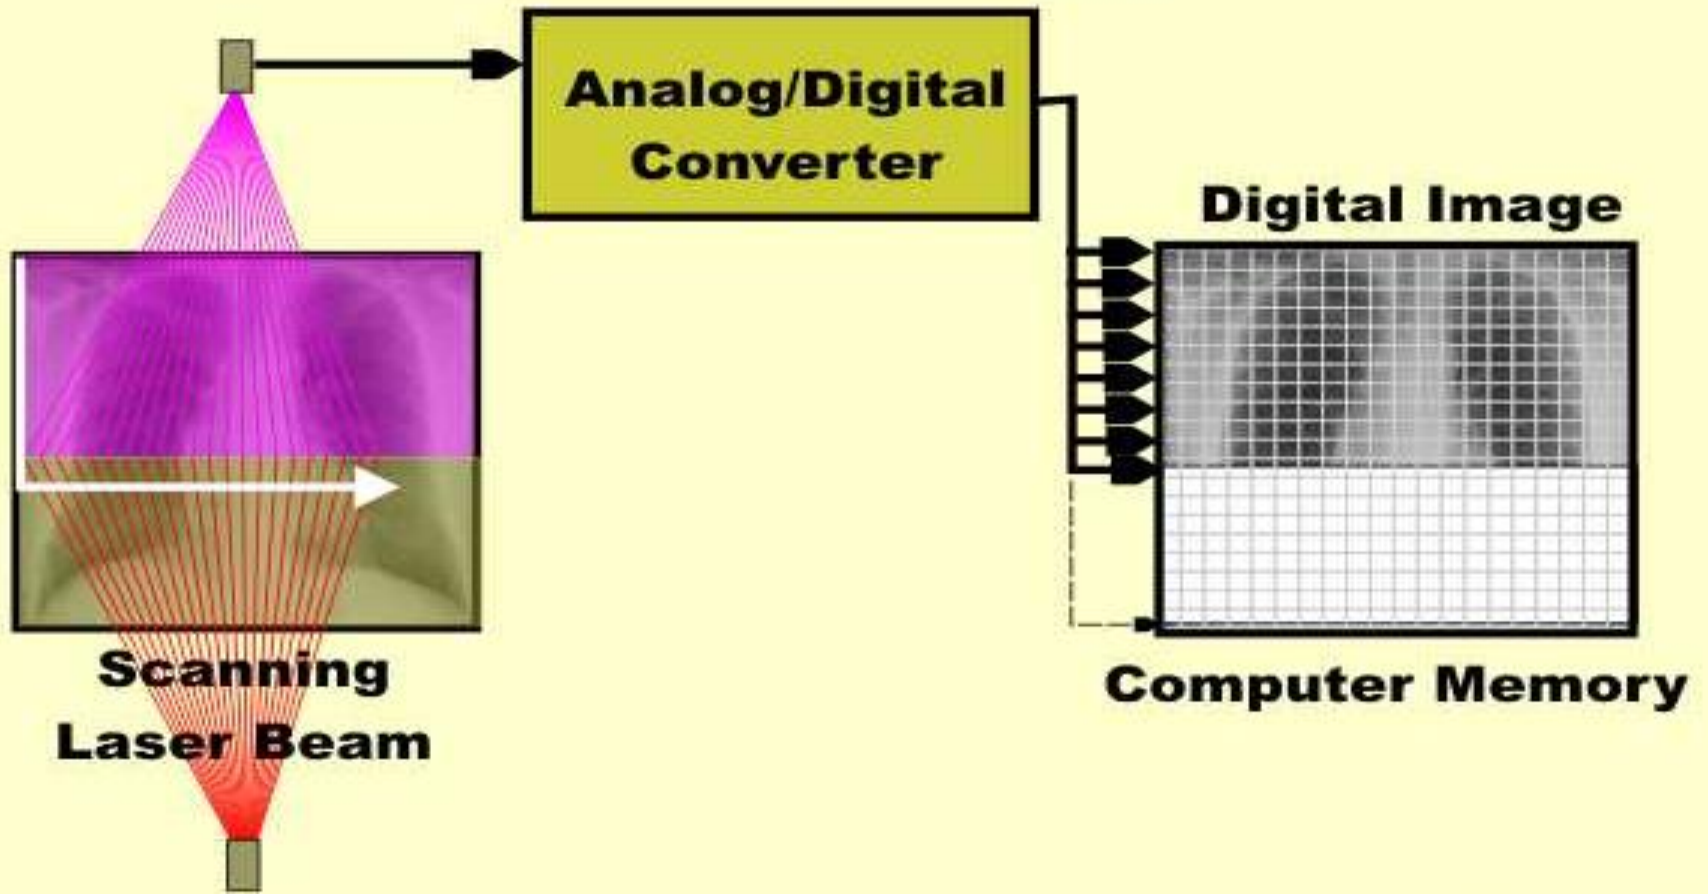 Analog/Digital
Converter
Digital Image
Scanning
Laser Beam
Computer Memory